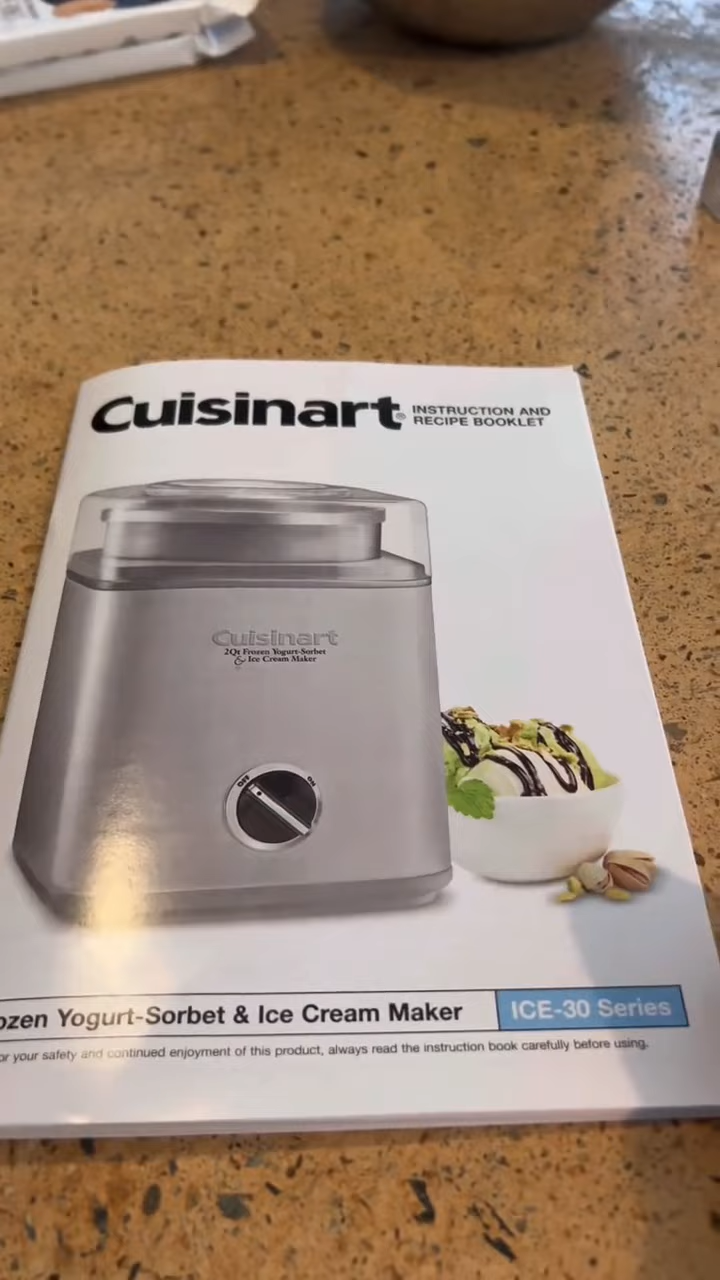 Cuisinart®
INSTRUCTION AND
RECIPE BOOKLET
Cuisinart
2Qt Frozen Yogurt-Sorbet
& Ice Cream Maker
OFF
ON
Yogurt-Sorbet & Ice Cream Maker
ICE-30 Series
your safety and continued enjoyment of this product, always read the instruction book carefully before using.